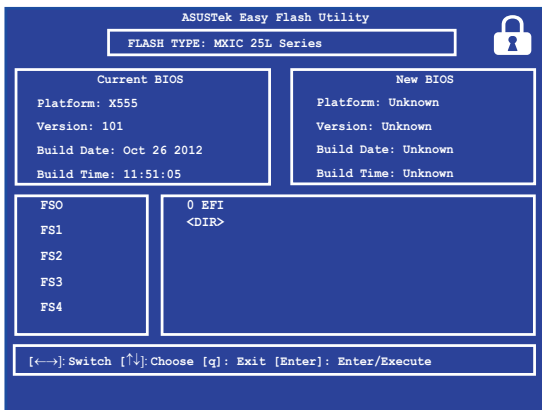 ASUSTek Easy Flash Utility
FLASH TYPE: MXIC 25L Series
Current BIOS
Platform: X555
Version: 101
Build Date: Oct 26 2012
Build Time: 11:51:05
New BIOS
Platform: Unknown
Version: Unknown
Build Date: Unknown
Build Time: Unknown
FSO
FS1
FS2
FS3
FS4
0 EFI
<DIR>
[←→]: Switch [↑↓]: Choose [q]: Exit [Enter]: Enter/Execute